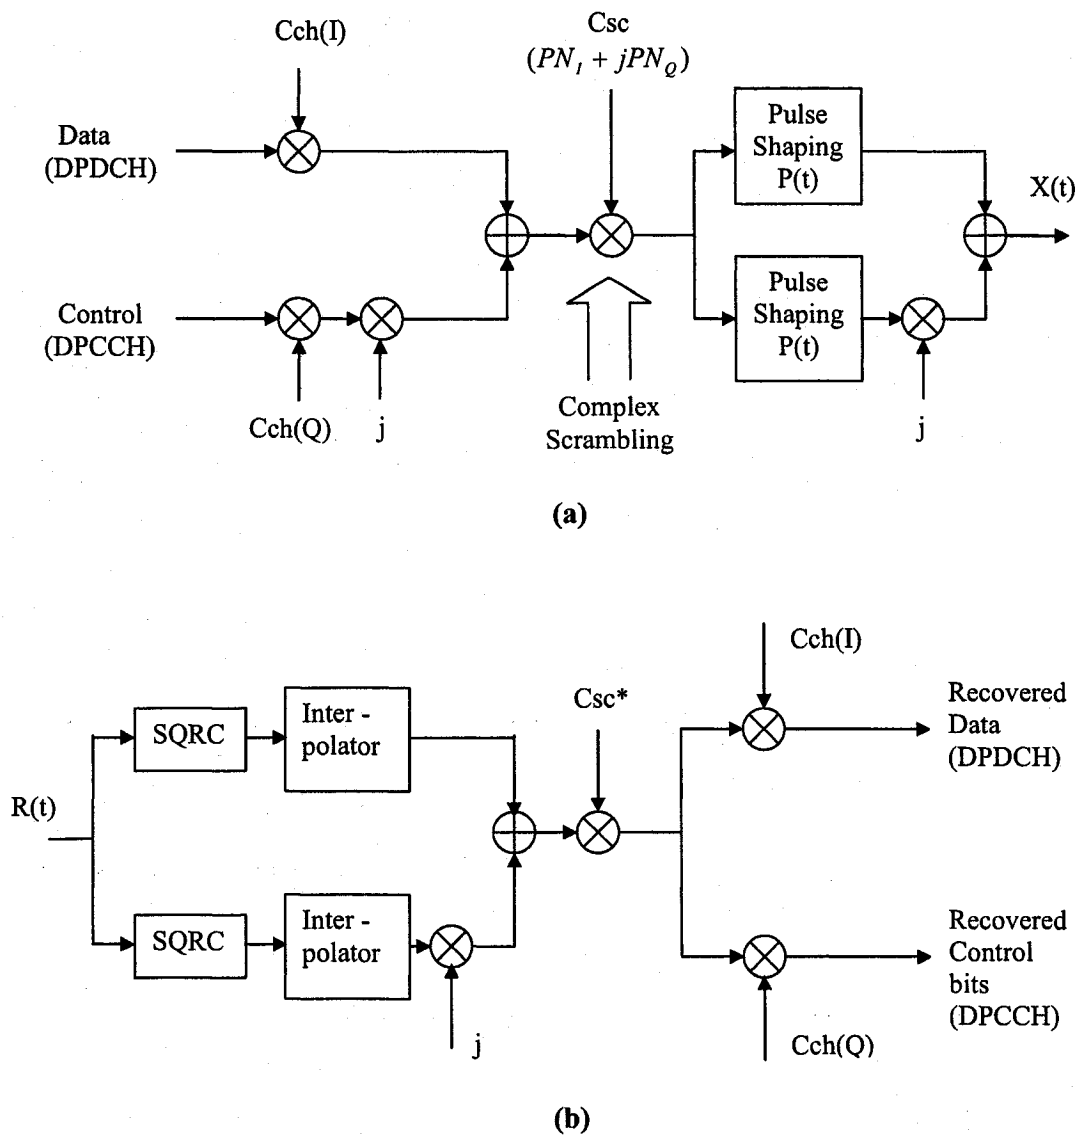 Cch(I)
Csc
(PN_I + jPN_Q)
Data
(DPDCH)
Pulse
Shaping
P(t)
X(t)
Control
(DPCCH)
Pulse
Shaping
P(t)
Cch(Q)
j
Complex
Scrambling
j
(a)
Cch(I)
Csc*
SQRC
Inter -
polator
Recovered
Data
(DPDCH)
R(t)
SQRC
Inter -
polator
Recovered
Control
bits
(DPCCH)
j
Cch(Q)
(b)